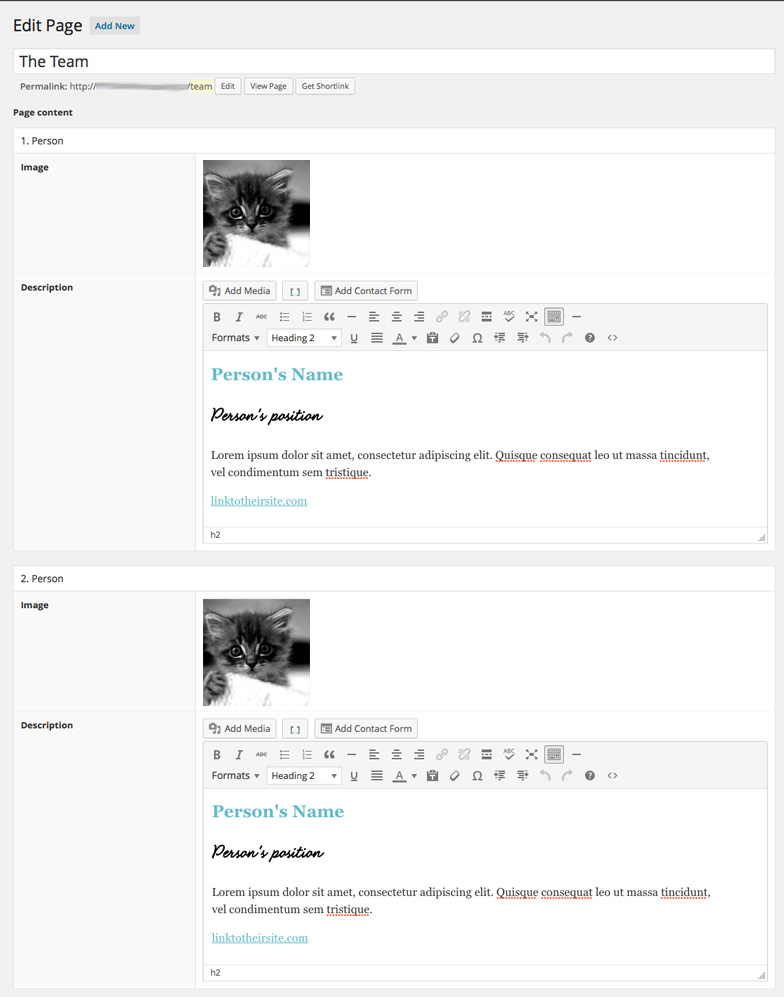 Edit Page Add New
The Team
Permalink: http:// /team Edit View Page Get Shortlink
Page content
1. Person
Image
Description
Add Media [ ] Add Contact Form
B I ABC “ ABC
Formats Heading 2 U A Ω ? <>
Person's Name
Person's position
Lorem ipsum dolor sit amet, consectetur adipiscing elit. Quisque consequat leo ut massa tincidunt,
vel condimentum sem tristique.
linktotheirsite.com
h2
2. Person
Image
Description
Add Media [ ] Add Contact Form
B I ABC “ ABC
Formats Heading 2 U A Ω ? <>
Person's Name
Person's position
Lorem ipsum dolor sit amet, consectetur adipiscing elit. Quisque consequat leo ut massa tincidunt,
vel condimentum sem tristique.
linktotheirsite.com
h2